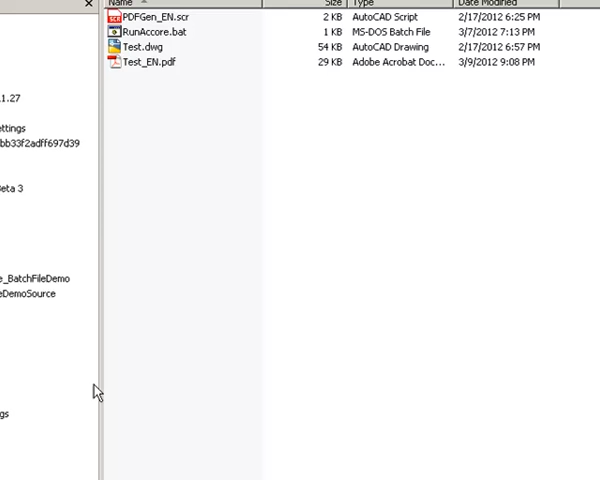 Name Size Type Date Modified
PDFGen_EN.scr 2 KB AutoCAD Script 2/17/2012 6:25 PM
RunAccore.bat 1 KB MS-DOS Batch File 3/7/2012 7:13 PM
Test.dwg 54 KB AutoCAD Drawing 2/17/2012 6:57 PM
Test_EN.pdf 29 KB Adobe Acrobat Doc... 3/9/2012 9:08 PM
1.27
ettings
bb33f2adff697d39
Beta 3
e_BatchFileDemo
eDemoSource
gs